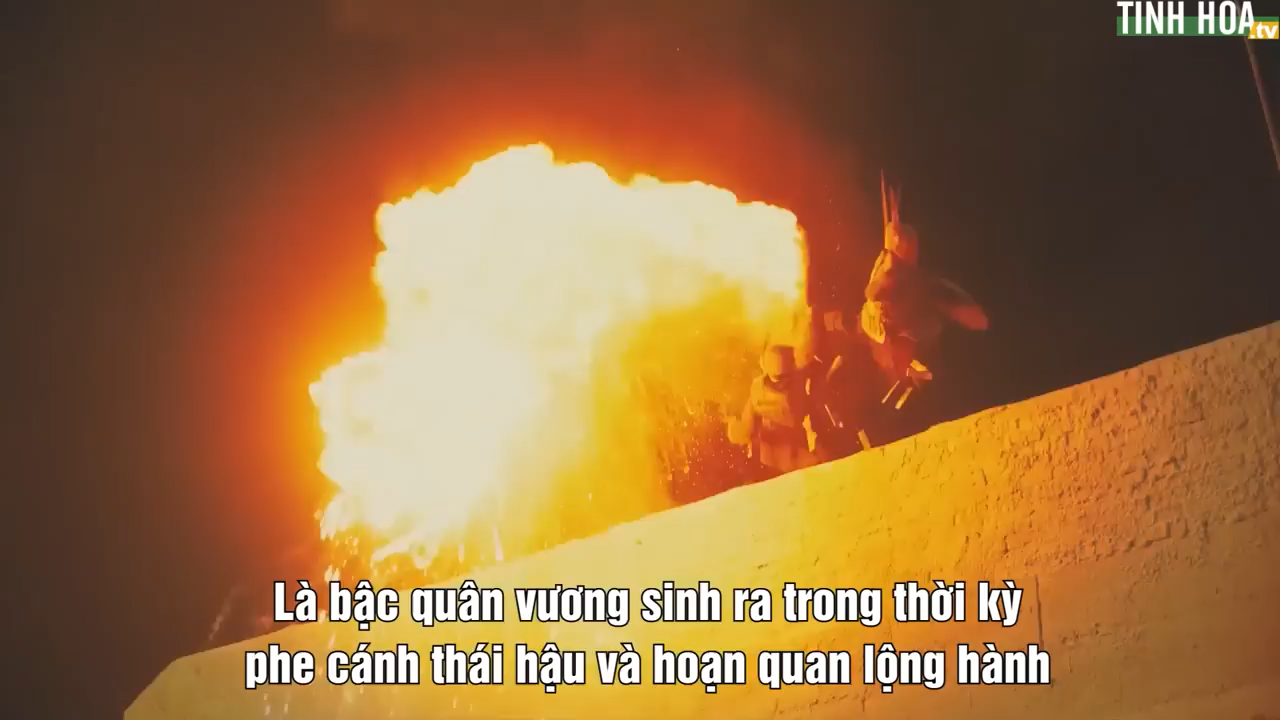 TINH HOA.tv
Là bậc quân vương sinh ra trong thời kỳ
phe cánh thái hậu và hoạn quan lộng hành